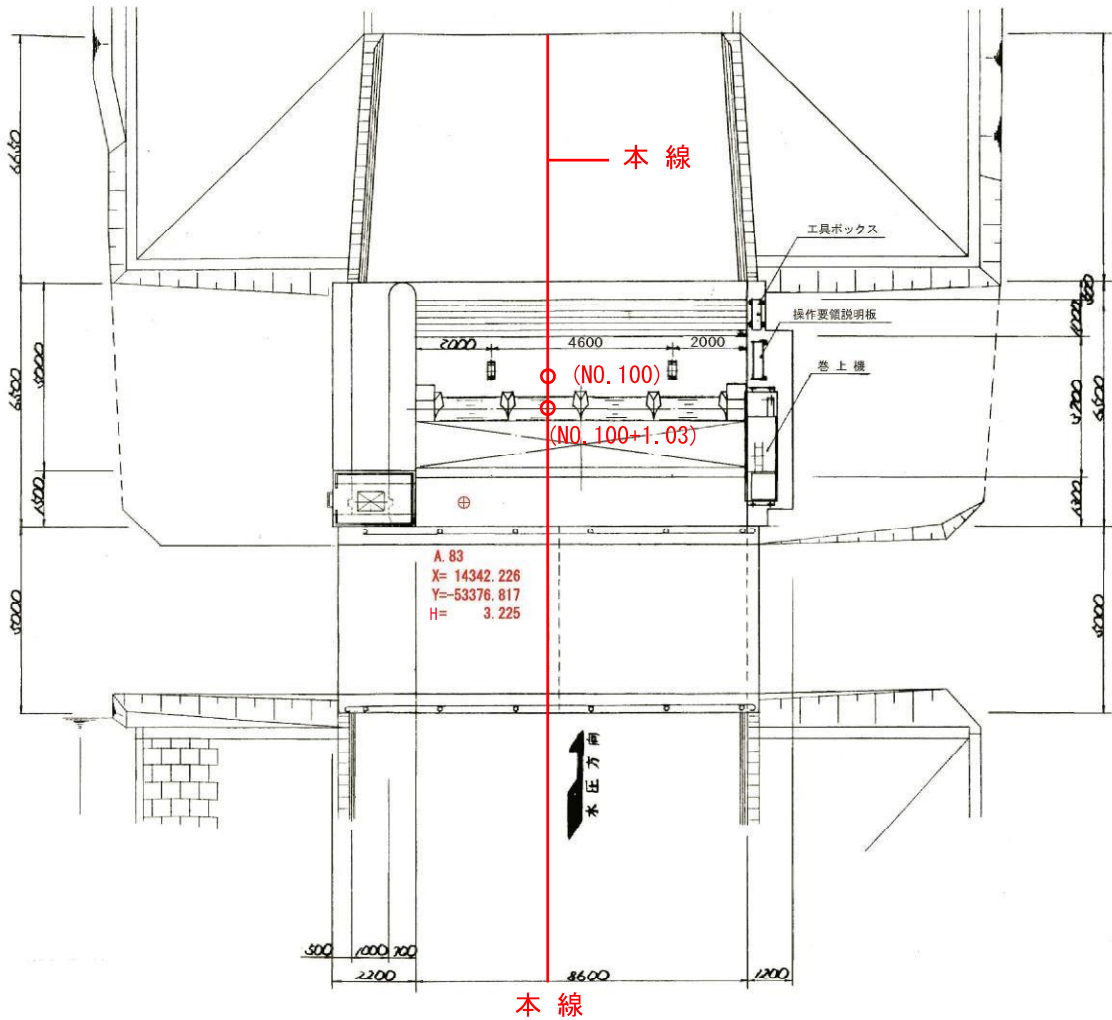 本 線
工具ボックス
操作要領説明板
2000 4600 2000
巻 上 機
(NO.100)
(NO.100+1.03)
A.83
X= 14342.226
Y=-53376.817
H= 3.225
5000
5000
水圧方向
500 1000 700
2200 8600 1200
本 線